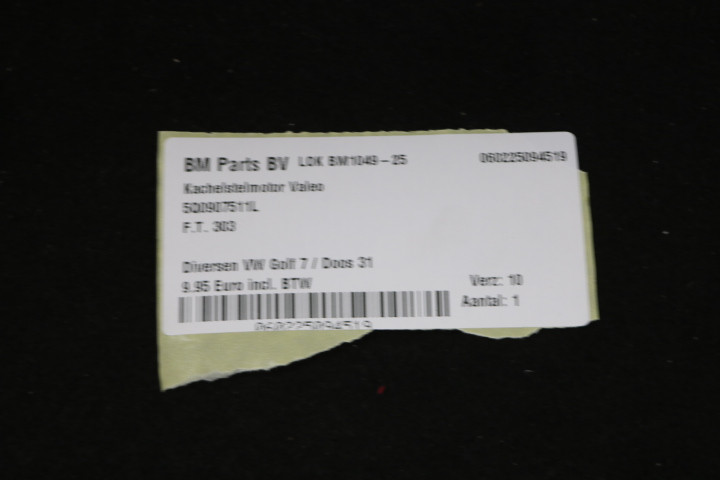 BM Parts BV LOK BM1049-25 060225094519
Kachelstelmotor Valeo
5Q0907511L
F.T. 303
Diversen VW Golf 7 / Doos 31
9.95 Euro incl. BTW
Verz: 10
Aantal: 1
060225094519